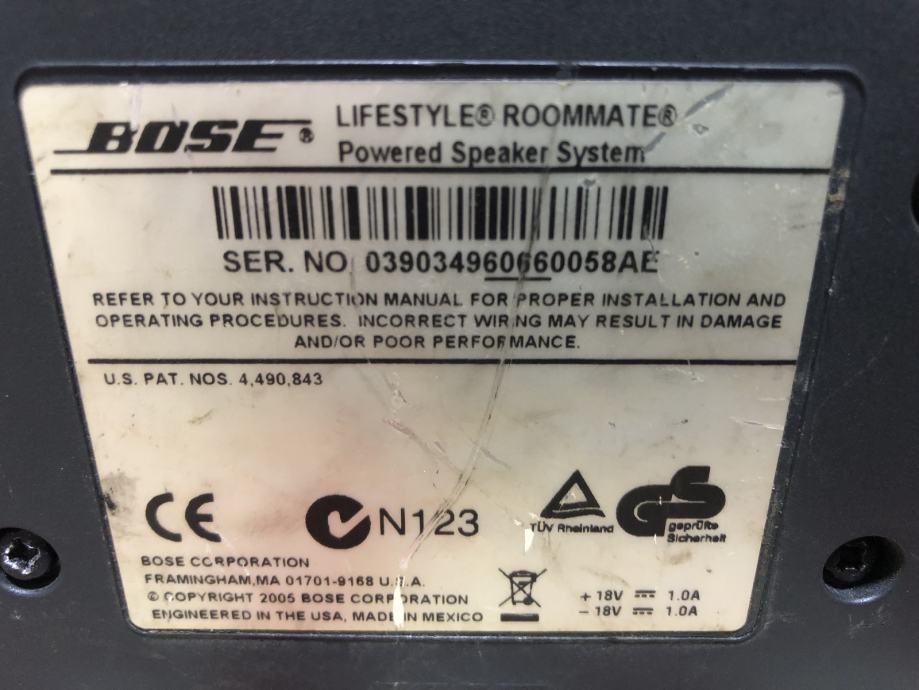 BOSE® LIFESTYLE® ROOMMATE®
Powered Speaker System
SER. NO 039034960660058AE
REFER TO YOUR INSTRUCTION MANUAL FOR PROPER INSTALLATION AND
OPERATING PROCEDURES. INCORRECT WIRING MAY RESULT IN DAMAGE
AND/OR POOR PERFORMANCE.
U.S. PAT. NOS. 4,490,843
CE N123 TÜV Rheinland GS geprüfte
Sicherheit
BOSE CORPORATION
FRAMINGHAM,MA 01701-9168 U.S.A.
© COPYRIGHT 2005 BOSE CORPORATION
ENGINEERED IN THE USA, MADE IN MEXICO
+ 18V ⎓ 1.0A
− 18V ⎓ 1.0A